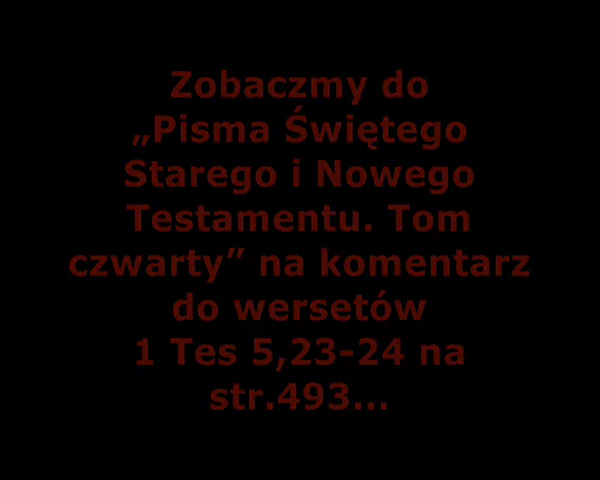 Zobaczmy do
„Pisma Świętego
Starego i Nowego
Testamentu. Tom
czwarty” na komentarz
do wersetów
1 Tes 5,23-24 na
str.493...